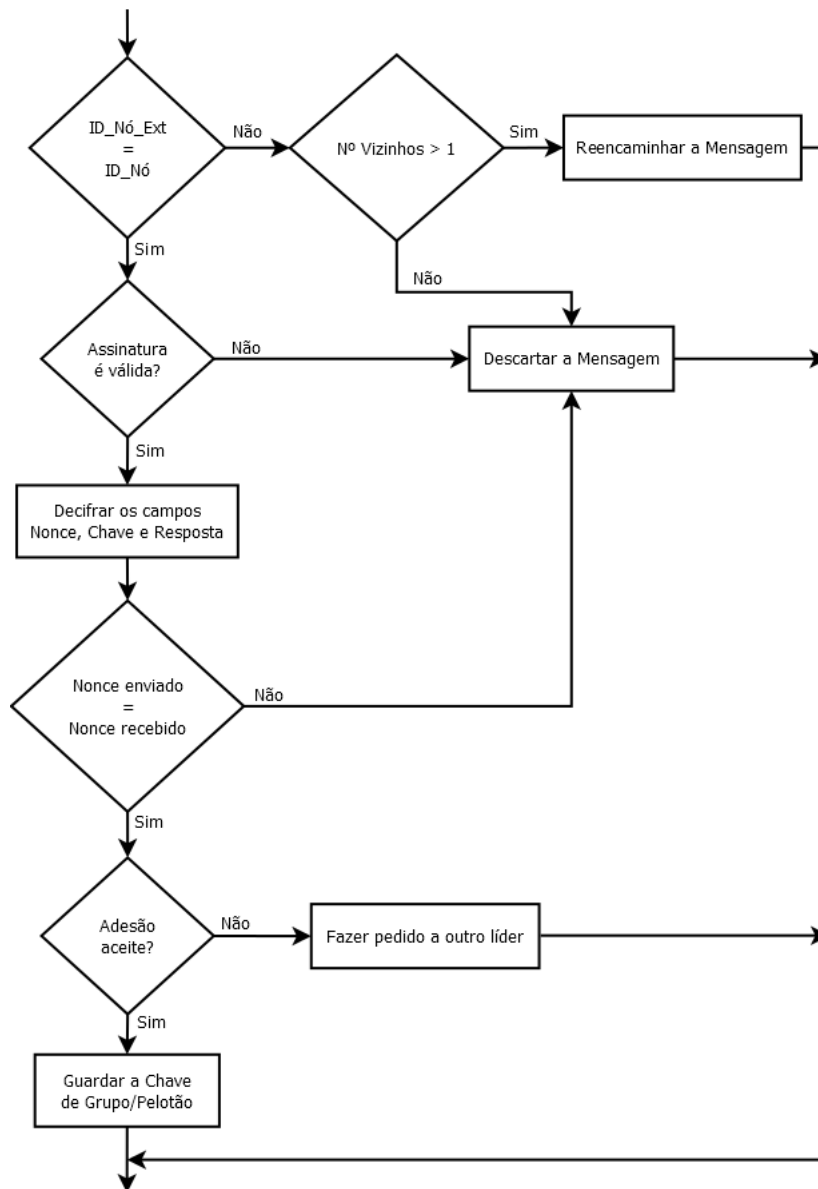 ID_Nó_Ext
=
ID_Nó
Não
Nº Vizinhos > 1
Sim
Reencaminhar a Mensagem
Sim
Não
Assinatura
é válida?
Não
Descartar a Mensagem
Sim
Decifrar os campos
Nonce, Chave e Resposta
Nonce enviado
=
Nonce recebido
Não
Sim
Adesão
aceite?
Não
Fazer pedido a outro líder
Sim
Guardar a Chave
de Grupo/Pelotão